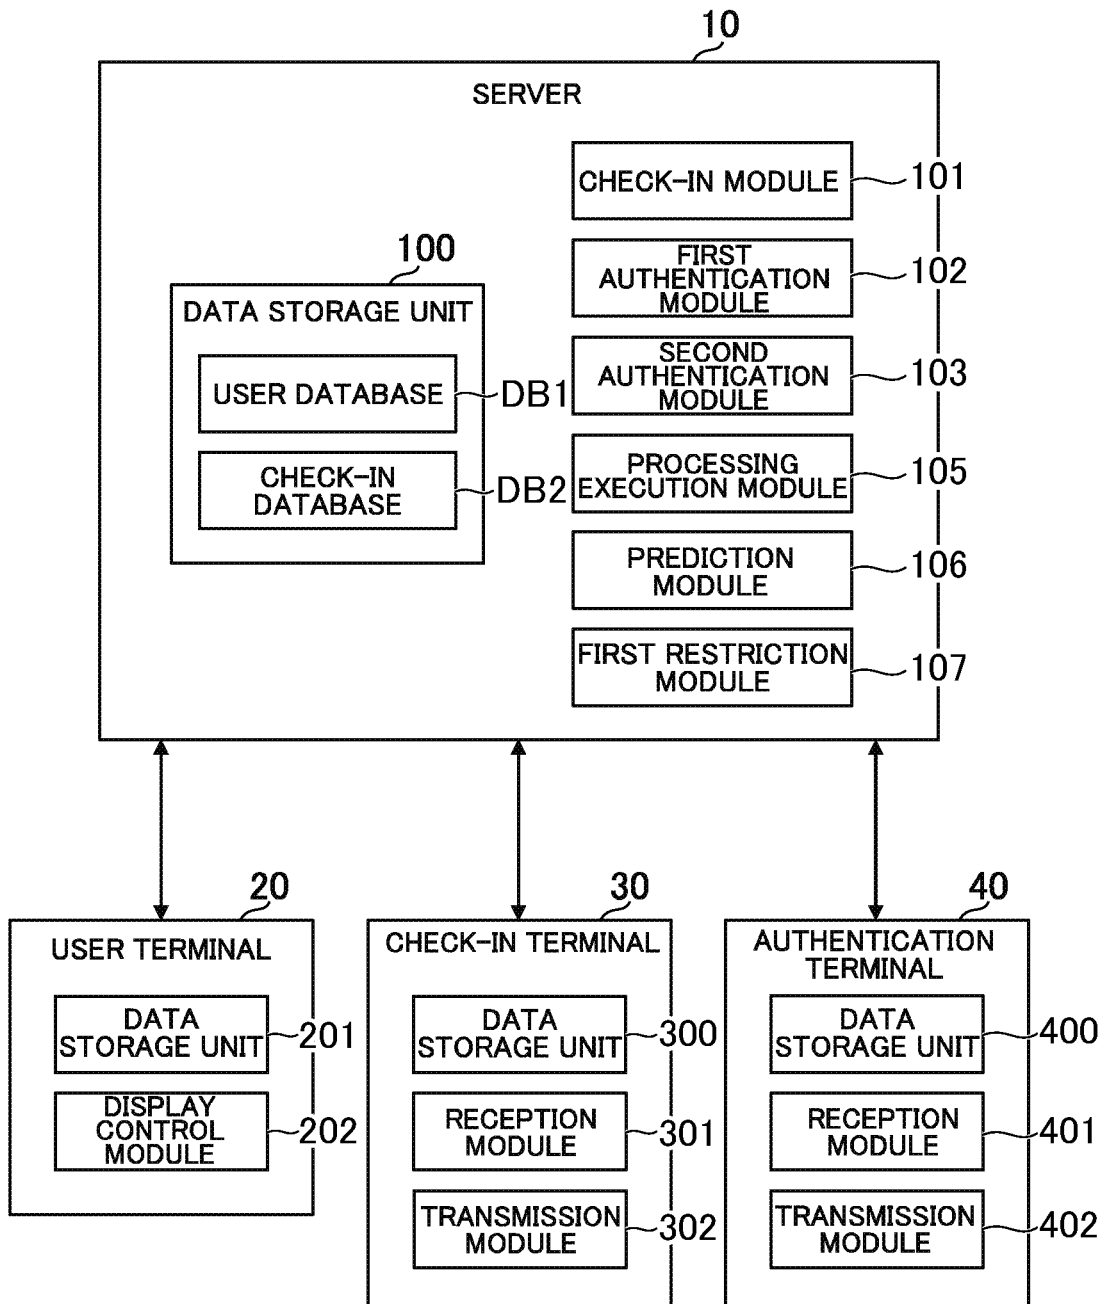 10
SERVER
CHECK-IN MODULE
101
FIRST
AUTHENTICATION
MODULE
102
SECOND
AUTHENTICATION
MODULE
103
PROCESSING
EXECUTION MODULE
105
PREDICTION
MODULE
106
FIRST RESTRICTION
MODULE
107
100
DATA STORAGE UNIT
USER DATABASE
DB1
CHECK-IN
DATABASE
DB2
20
USER TERMINAL
DATA
STORAGE UNIT
201
DISPLAY
CONTROL
MODULE
202
30
CHECK-IN TERMINAL
DATA
STORAGE UNIT
300
RECEPTION
MODULE
301
TRANSMISSION
MODULE
302
40
AUTHENTICATION
TERMINAL
DATA
STORAGE UNIT
400
RECEPTION
MODULE
401
TRANSMISSION
MODULE
402